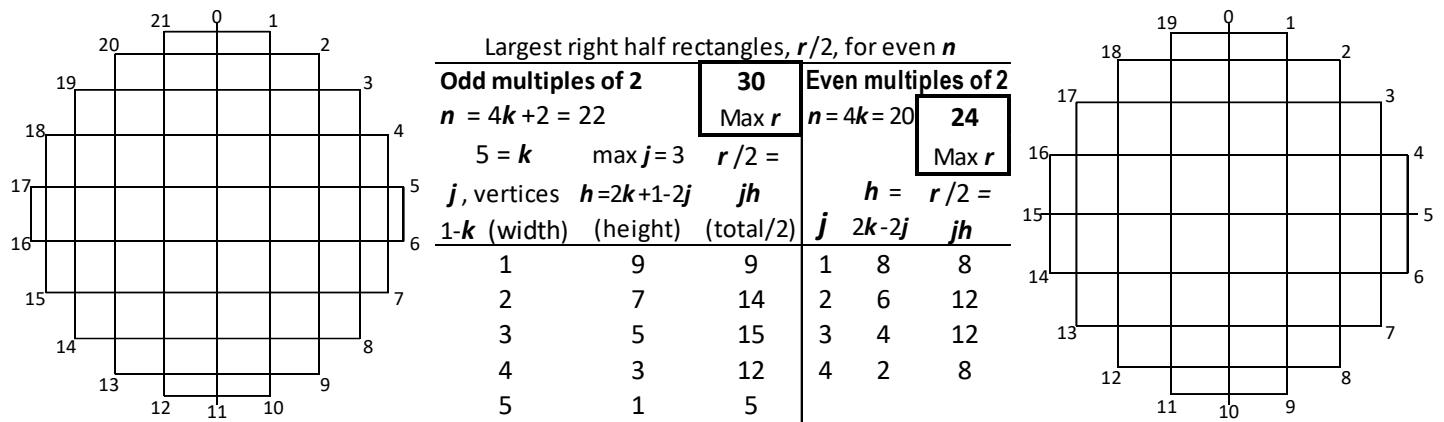 21 0 1
20 2
19 3
18 4
17 5
16 6
15 7
14 8
13 9
12 11 10
Largest right half rectangles, r/2, for even n
Odd multiples of 2 30 Even multiples of 2
n = 4k+2 = 22 Max r n = 4k = 20 24
5 = k max j = 3 r/2 = Max r
j, vertices h=2k+1-2j jh h = r/2 =
1-k (width) (height) (total/2) j 2k-2j jh
1 9 9 1 8 8
2 7 14 2 6 12
3 5 15 3 4 12
4 3 12 4 2 8
5 1 5
19 0 1
18 2
17 3
16 4
15 5
14 6
13 7
12 8
11 10 9